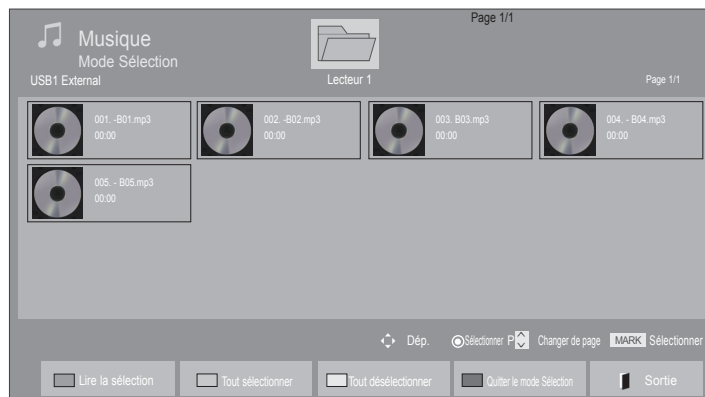 Page 1/1
Musique
Mode Sélection
USB1 External
Lecteur 1
Page 1/1
001. -B01.mp3
00:00
002. -B02.mp3
00:00
003. B03.mp3
00:00
004. - B04.mp3
00:00
005. - B05.mp3
00:00
Dép. Sélectionner P Changer de page MARK Sélectionner
Lire la sélection Tout sélectionner Tout désélectionner Quitter le mode Sélection Sortie